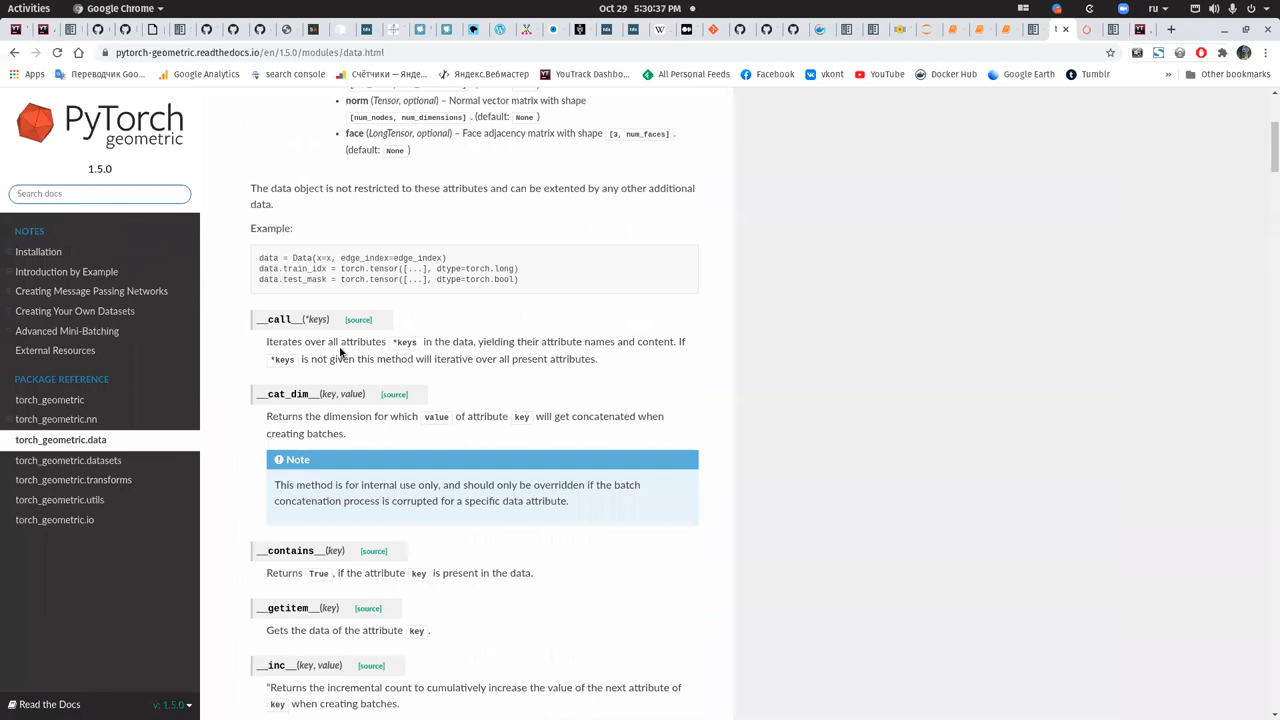 Activities
Google Chrome
Oct 29 5:30:37 PM
ru
pytorch-geometric.readthedocs.io/en/1.5.0/modules/data.html
Apps
Переводчик Goo...
Google Analytics
search console
Счётчики — Янде...
Яндекс.Вебмастер
YouTrack Dashbo...
All Personal Feeds
Facebook
vkont
YouTube
Docker Hub
Google Earth
Tumblr
»
Other bookmarks
PyTorch
geometric
1.5.0
Search docs
NOTES
Installation
Introduction by Example
Creating Message Passing Networks
Creating Your Own Datasets
Advanced Mini-Batching
External Resources
PACKAGE REFERENCE
torch_geometric
torch_geometric.nn
torch_geometric.data
torch_geometric.datasets
torch_geometric.transforms
torch_geometric.utils
torch_geometric.io
Read the Docs
v: 1.5.0
• norm (Tensor, optional) – Normal vector matrix with shape
[num_nodes, num_dimensions] . (default: None )
• face (LongTensor, optional) – Face adjacency matrix with shape [3, num_faces] .
(default: None )
The data object is not restricted to these attributes and can be extented by any other additional
data.
Example:
data = Data(x=x, edge_index=edge_index)
data.train_idx = torch.tensor([...], dtype=torch.long)
data.test_mask = torch.tensor([...], dtype=torch.bool)
__call__(*keys) [source]
Iterates over all attributes *keys in the data, yielding their attribute names and content. If
*keys is not given this method will iterative over all present attributes.
__cat_dim__(key, value) [source]
Returns the dimension for which value of attribute key will get concatenated when
creating batches.
Note
This method is for internal use only, and should only be overridden if the batch
concatenation process is corrupted for a specific data attribute.
__contains__(key) [source]
Returns True , if the attribute key is present in the data.
__getitem__(key) [source]
Gets the data of the attribute key .
__inc__(key, value) [source]
“Returns the incremental count to cumulatively increase the value of the next attribute of
key when creating batches.